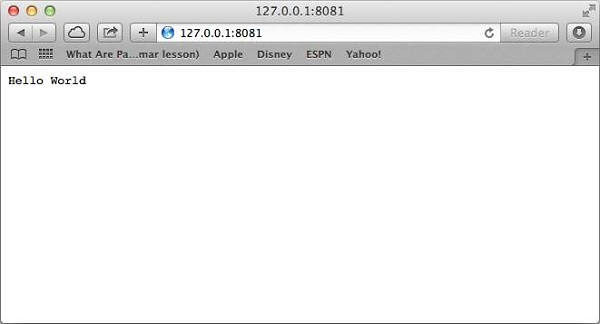 127.0.0.1:8081
127.0.0.1:8081 Reader
What Are Pa...mar lesson) Apple Disney ESPN Yahoo!
Hello World